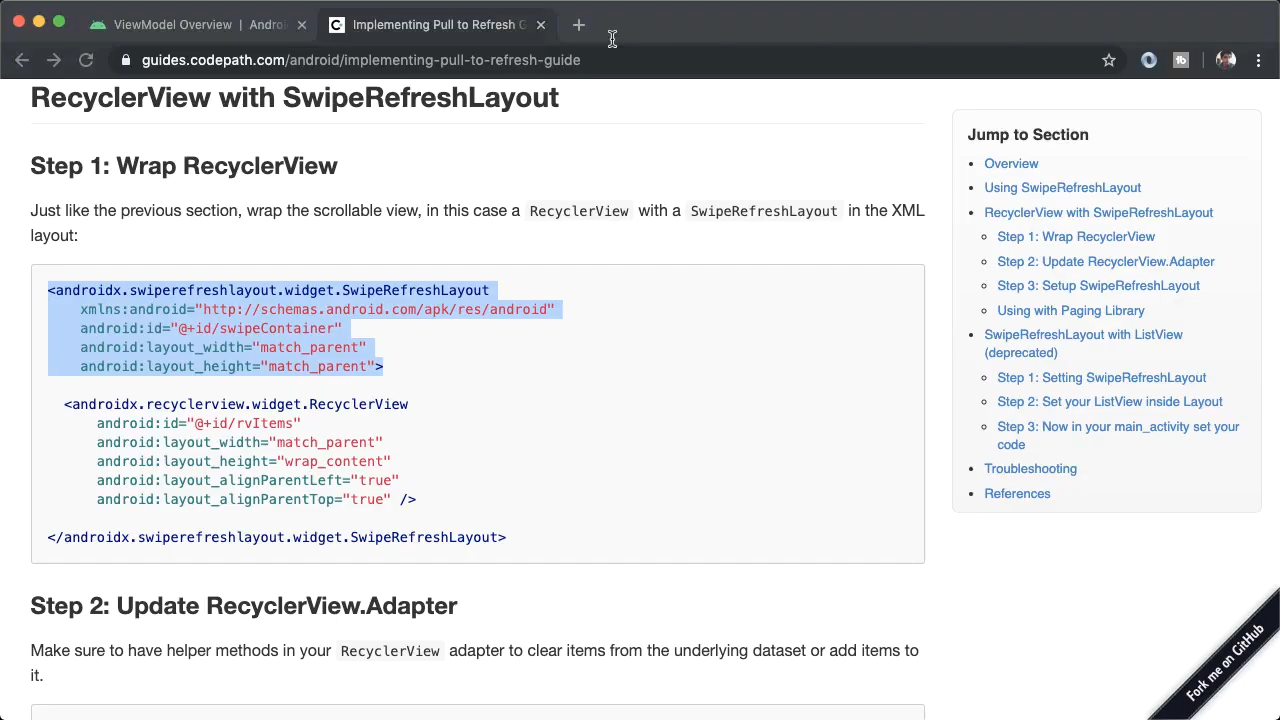 ViewModel Overview | Andro
Implementing Pull to Refresh G
guides.codepath.com/android/implementing-pull-to-refresh-guide
RecyclerView with SwipeRefreshLayout
Step 1: Wrap RecyclerView
Just like the previous section, wrap the scrollable view, in this case a RecyclerView with a SwipeRefreshLayout in the XML
layout:
<androidx.swiperefreshlayout.widget.SwipeRefreshLayout
xmlns:android="http://schemas.android.com/apk/res/android"
android:id="@+id/swipeContainer"
android:layout_width="match_parent"
android:layout_height="match_parent">
<androidx.recyclerview.widget.RecyclerView
android:id="@+id/rvItems"
android:layout_width="match_parent"
android:layout_height="wrap_content"
android:layout_alignParentLeft="true"
android:layout_alignParentTop="true" />
</androidx.swiperefreshlayout.widget.SwipeRefreshLayout>
Step 2: Update RecyclerView.Adapter
Make sure to have helper methods in your RecyclerView adapter to clear items from the underlying dataset or add items to
it.
Jump to Section
Overview
Using SwipeRefreshLayout
RecyclerView with SwipeRefreshLayout
Step 1: Wrap RecyclerView
Step 2: Update RecyclerView.Adapter
Step 3: Setup SwipeRefreshLayout
Using with Paging Library
SwipeRefreshLayout with ListView
(deprecated)
Step 1: Setting SwipeRefreshLayout
Step 2: Set your ListView inside Layout
Step 3: Now in your main_activity set your
code
Troubleshooting
References
Fork me on GitHub